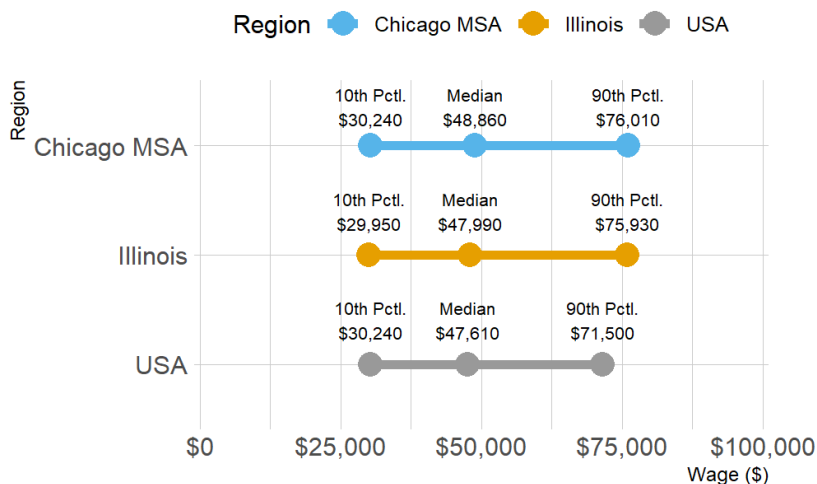 Region Chicago MSA Illinois USA
Region
10th Pctl. Median 90th Pctl.
$30,240 $48,860 $76,010
Chicago MSA
10th Pctl. Median 90th Pctl.
$29,950 $47,990 $75,930
Illinois
10th Pctl. Median 90th Pctl.
$30,240 $47,610 $71,500
USA
$0 $25,000 $50,000 $75,000 $100,000
Wage ($)